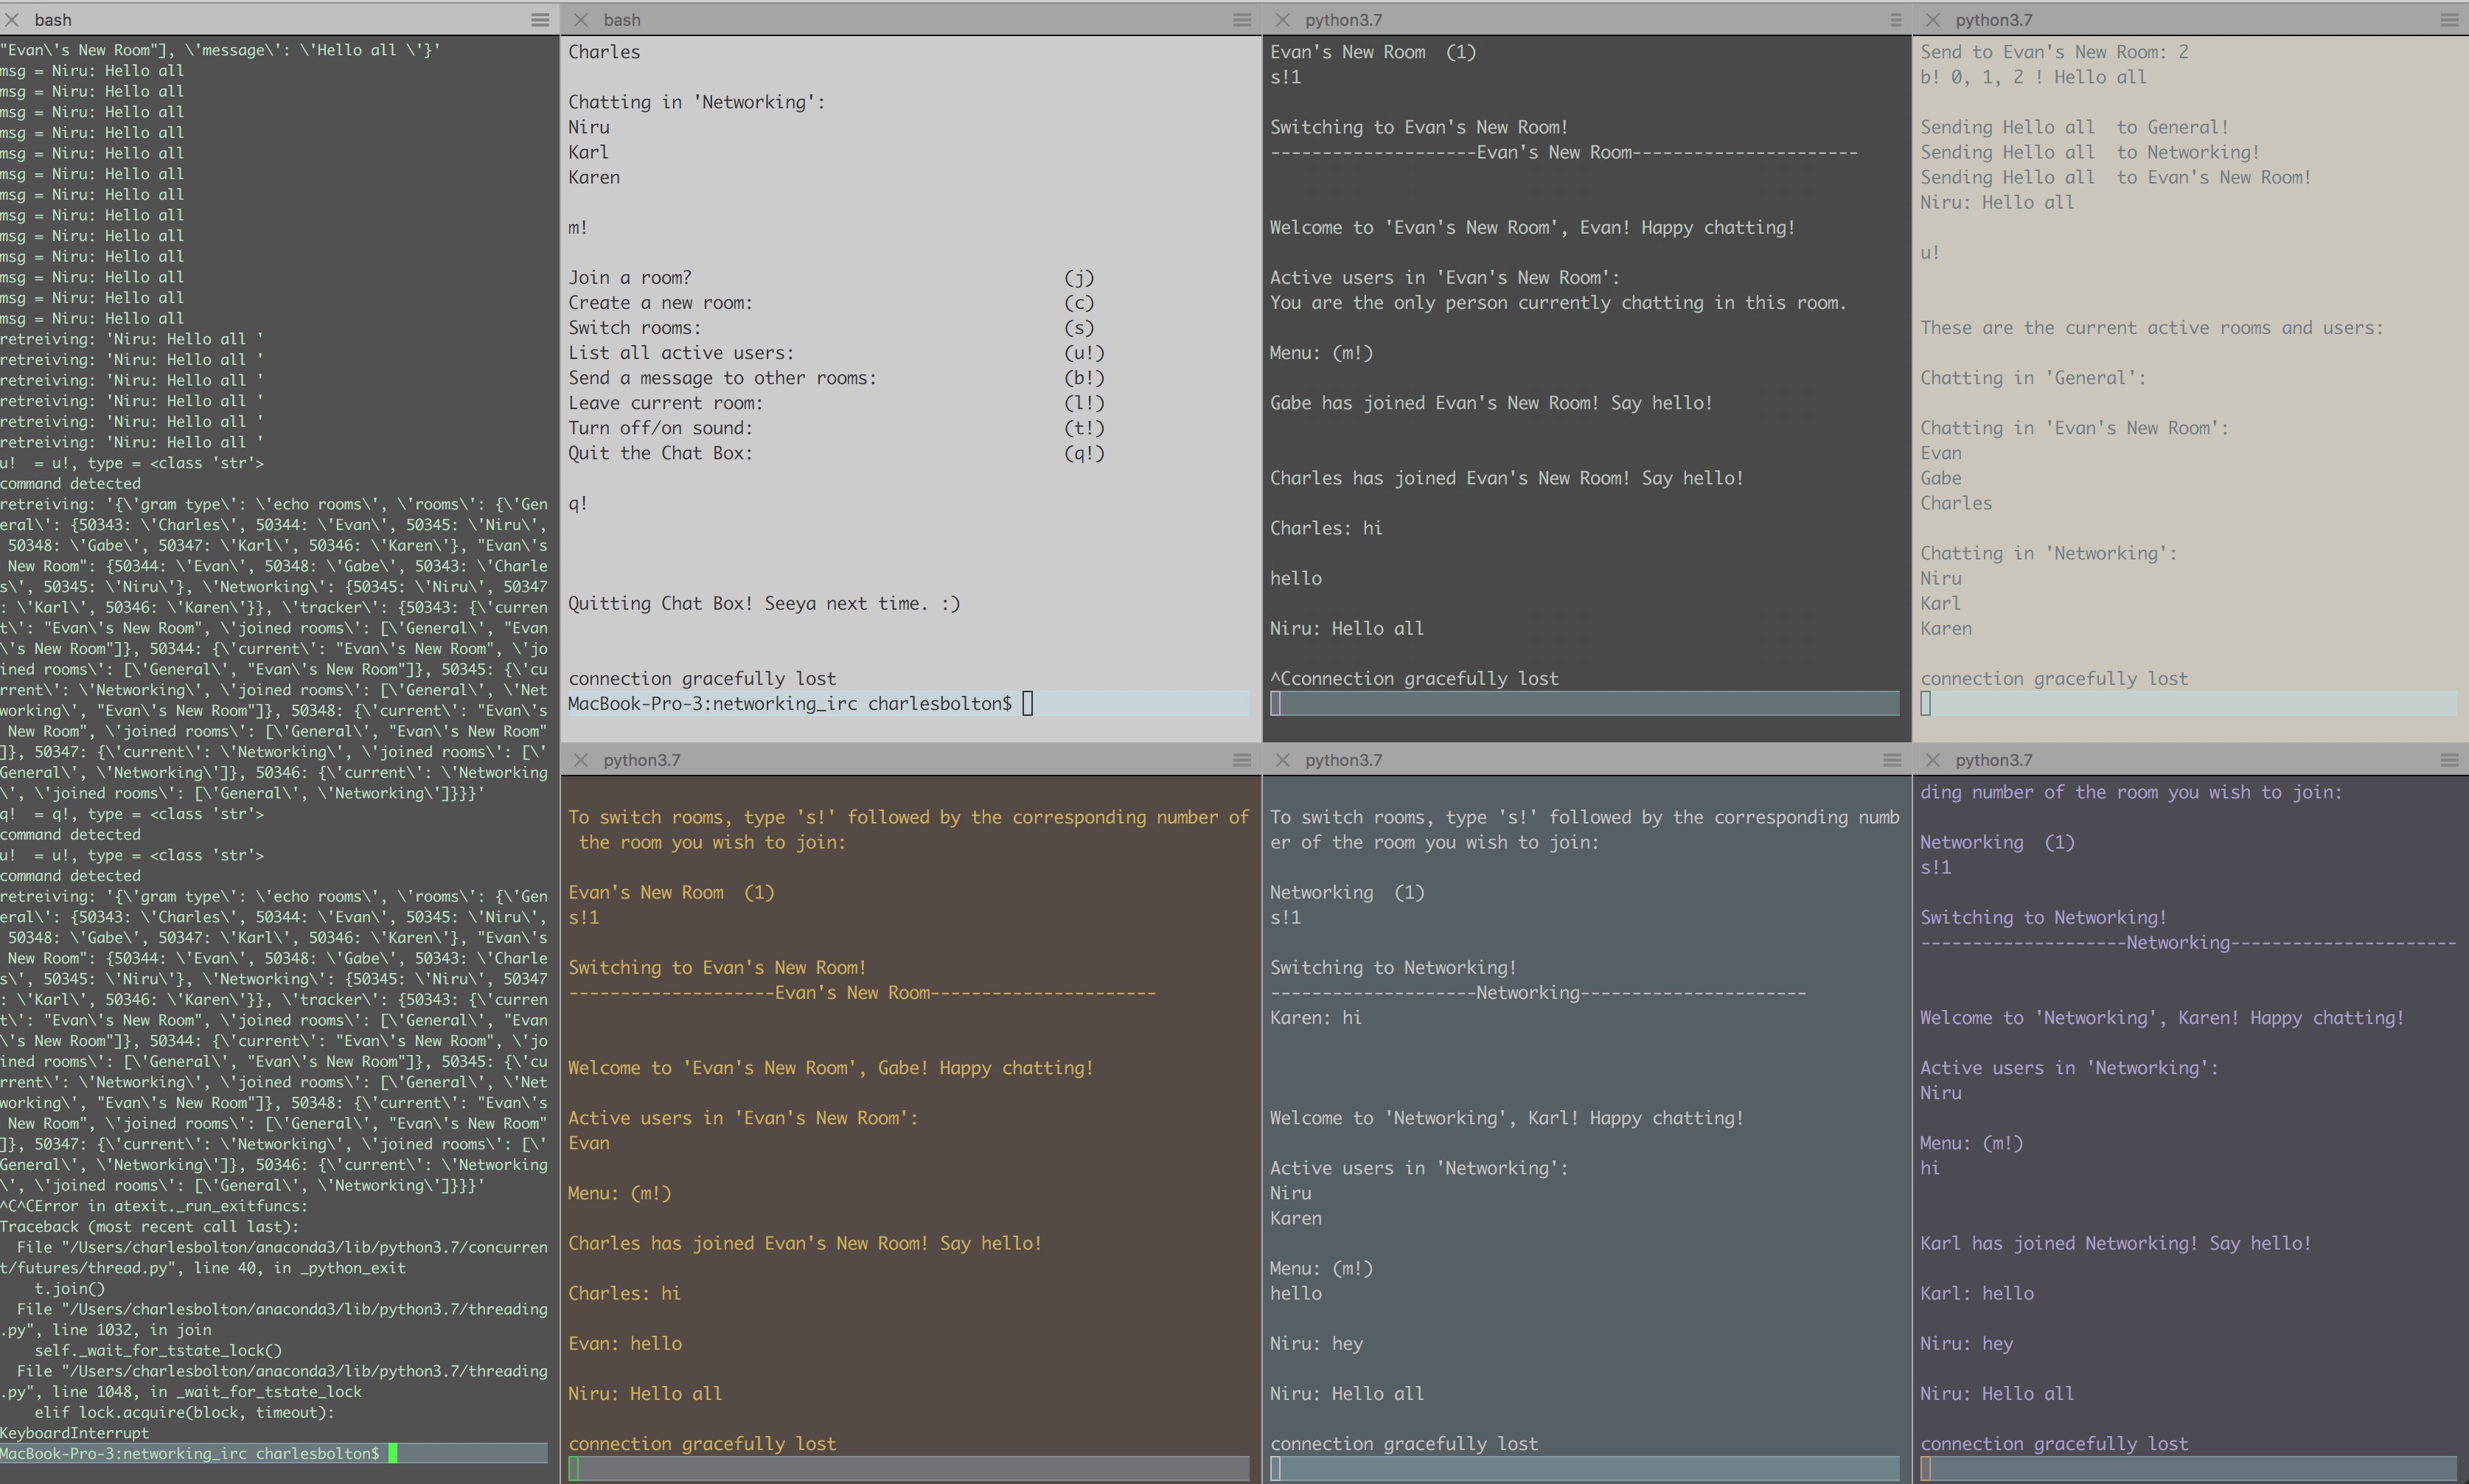 bash
"Evan\'s New Room"], \'message\': \'Hello all \'}'
msg = Niru: Hello all
msg = Niru: Hello all
msg = Niru: Hello all
msg = Niru: Hello all
msg = Niru: Hello all
msg = Niru: Hello all
msg = Niru: Hello all
msg = Niru: Hello all
msg = Niru: Hello all
msg = Niru: Hello all
msg = Niru: Hello all
msg = Niru: Hello all
msg = Niru: Hello all
retreiving: 'Niru: Hello all '
retreiving: 'Niru: Hello all '
retreiving: 'Niru: Hello all '
retreiving: 'Niru: Hello all '
retreiving: 'Niru: Hello all '
retreiving: 'Niru: Hello all '
u!  = u!, type = <class 'str'>
command detected
retreiving: '{\'gram type\': \'echo rooms\', \'rooms\': {\'Gen
eral\': {50343: \'Charles\', 50344: \'Evan\', 50345: \'Niru\',
 50348: \'Gabe\', 50347: \'Karl\', 50346: \'Karen\'}, "Evan\'s
 New Room": {50344: \'Evan\', 50348: \'Gabe\', 50343: \'Charle
s\', 50345: \'Niru\'}, \'Networking\': {50345: \'Niru\', 50347
: \'Karl\', 50346: \'Karen\'}}, \'tracker\': {50343: {\'curren
t\': "Evan\'s New Room", \'joined rooms\': [\'General\', "Evan
\'s New Room"]}, 50344: {\'current\': "Evan\'s New Room", \'jo
ined rooms\': [\'General\', "Evan\'s New Room"]}, 50345: {\'cu
rrent\': \'Networking\', \'joined rooms\': [\'General\', \'Net
working\', "Evan\'s New Room"]}, 50348: {\'current\': "Evan\'s
 New Room", \'joined rooms\': [\'General\', "Evan\'s New Room"
]}, 50347: {\'current\': \'Networking\', \'joined rooms\': [\'
General\', \'Networking\']}, 50346: {\'current\': \'Networking
\', \'joined rooms\': [\'General\', \'Networking\']}}}'
q!  = q!, type = <class 'str'>
command detected
u!  = u!, type = <class 'str'>
command detected
retreiving: '{\'gram type\': \'echo rooms\', \'rooms\': {\'Gen
eral\': {50343: \'Charles\', 50344: \'Evan\', 50345: \'Niru\',
 50348: \'Gabe\', 50347: \'Karl\', 50346: \'Karen\'}, "Evan\'s
 New Room": {50344: \'Evan\', 50348: \'Gabe\', 50343: \'Charle
s\', 50345: \'Niru\'}, \'Networking\': {50345: \'Niru\', 50347
: \'Karl\', 50346: \'Karen\'}}, \'tracker\': {50343: {\'curren
t\': "Evan\'s New Room", \'joined rooms\': [\'General\', "Evan
\'s New Room"]}, 50344: {\'current\': "Evan\'s New Room", \'jo
ined rooms\': [\'General\', "Evan\'s New Room"]}, 50345: {\'cu
rrent\': \'Networking\', \'joined rooms\': [\'General\', \'Net
working\', "Evan\'s New Room"]}, 50348: {\'current\': "Evan\'s
 New Room", \'joined rooms\': [\'General\', "Evan\'s New Room"
]}, 50347: {\'current\': \'Networking\', \'joined rooms\': [\'
General\', \'Networking\']}, 50346: {\'current\': \'Networking
\', \'joined rooms\': [\'General\', \'Networking\']}}}'
^C^CError in atexit._run_exitfuncs:
Traceback (most recent call last):
  File "/Users/charlesbolton/anaconda3/lib/python3.7/concurren
t/futures/thread.py", line 40, in _python_exit
    t.join()
  File "/Users/charlesbolton/anaconda3/lib/python3.7/threading
.py", line 1032, in join
    self._wait_for_tstate_lock()
  File "/Users/charlesbolton/anaconda3/lib/python3.7/threading
.py", line 1048, in _wait_for_tstate_lock
    elif lock.acquire(block, timeout):
KeyboardInterrupt
MacBook-Pro-3:networking_irc charlesbolton$
bash
Charles
Chatting in 'Networking':
Niru
Karl
Karen
m!
Join a room? (j)
Create a new room: (c)
Switch rooms: (s)
List all active users: (u!)
Send a message to other rooms: (b!)
Leave current room: (l!)
Turn off/on sound: (t!)
Quit the Chat Box: (q!)
q!
Quitting Chat Box! Seeya next time. :)
connection gracefully lost
MacBook-Pro-3:networking_irc charlesbolton$
python3.7
Evan's New Room  (1)
s!1
Switching to Evan's New Room!
--------------------Evan's New Room----------------------
Welcome to 'Evan's New Room', Evan! Happy chatting!
Active users in 'Evan's New Room':
You are the only person currently chatting in this room.
Menu: (m!)
Gabe has joined Evan's New Room! Say hello!
Charles has joined Evan's New Room! Say hello!
Charles: hi
hello
Niru: Hello all
^Cconnection gracefully lost
python3.7
Send to Evan's New Room: 2
b! 0, 1, 2 ! Hello all
Sending Hello all  to General!
Sending Hello all  to Networking!
Sending Hello all  to Evan's New Room!
Niru: Hello all
u!
These are the current active rooms and users:
Chatting in 'General':
Chatting in 'Evan's New Room':
Evan
Gabe
Charles
Chatting in 'Networking':
Niru
Karl
Karen
connection gracefully lost
python3.7
To switch rooms, type 's!' followed by the corresponding number of
 the room you wish to join:
Evan's New Room  (1)
s!1
Switching to Evan's New Room!
--------------------Evan's New Room----------------------
Welcome to 'Evan's New Room', Gabe! Happy chatting!
Active users in 'Evan's New Room':
Evan
Menu: (m!)
Charles has joined Evan's New Room! Say hello!
Charles: hi
Evan: hello
Niru: Hello all
connection gracefully lost
python3.7
To switch rooms, type 's!' followed by the corresponding numb
er of the room you wish to join:
Networking  (1)
s!1
Switching to Networking!
--------------------Networking----------------------
Karen: hi
Welcome to 'Networking', Karl! Happy chatting!
Active users in 'Networking':
Niru
Karen
Menu: (m!)
hello
Niru: hey
Niru: Hello all
connection gracefully lost
python3.7
ding number of the room you wish to join:
Networking  (1)
s!1
Switching to Networking!
--------------------Networking----------------------
Welcome to 'Networking', Karen! Happy chatting!
Active users in 'Networking':
Niru
Menu: (m!)
hi
Karl has joined Networking! Say hello!
Karl: hello
Niru: hey
Niru: Hello all
connection gracefully lost